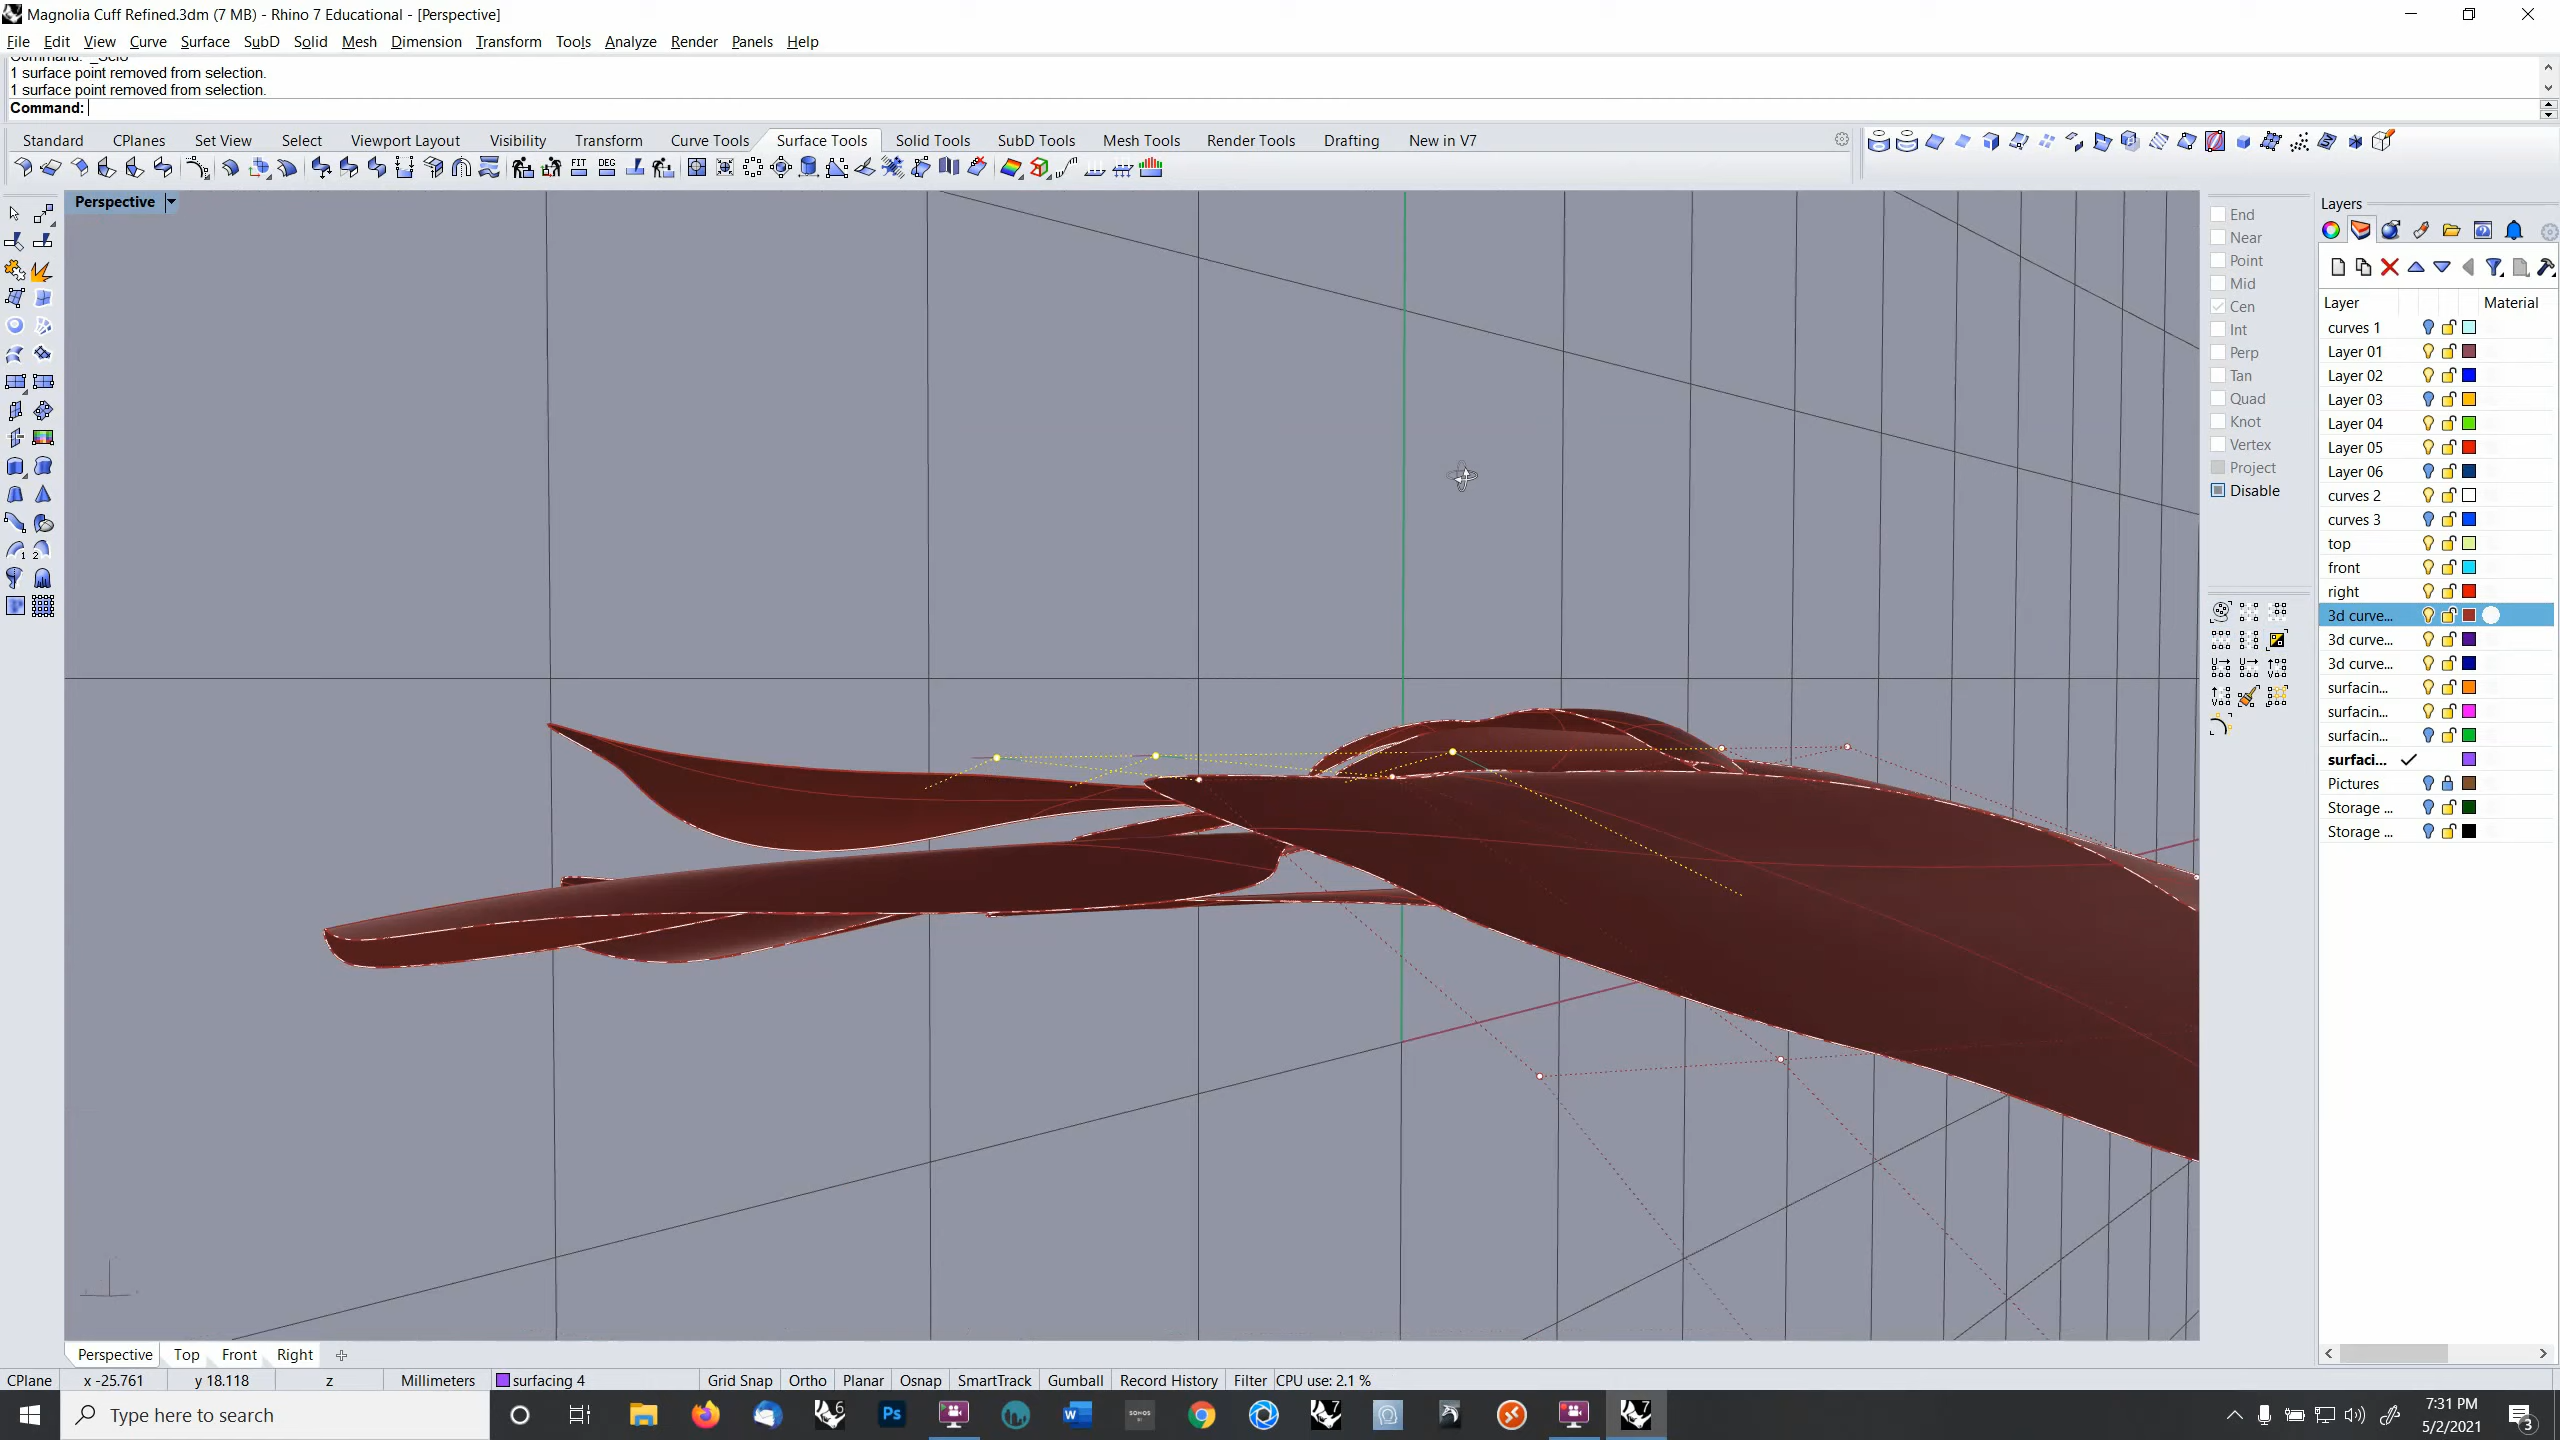 Magnolia Cuff Refined.3dm (7 MB) - Rhino 7 Educational - [Perspective]
File Edit View Curve Surface SubD Solid Mesh Dimension Transform Tools Analyze Render Panels Help
1 surface point removed from selection.
1 surface point removed from selection.
Command:
Standard CPlanes Set View Select Viewport Layout Visibility Transform Curve Tools Surface Tools Solid Tools SubD Tools Mesh Tools Render Tools Drafting New in V7
FIT DEG
Perspective
End
Near
Point
Mid
Cen
Int
Perp
Tan
Quad
Knot
Vertex
Project
Disable
Layers
Layer Material
curves 1
Layer 01
Layer 02
Layer 03
Layer 04
Layer 05
Layer 06
curves 2
curves 3
top
front
right
3d curve...
3d curve...
3d curve...
surfacin...
surfacin...
surfacin...
surfaci...
Pictures
Storage ...
Storage ...
Perspective Top Front Right
CPlane x -25.761 y 18.118 z Millimeters surfacing 4 Grid Snap Ortho Planar Osnap SmartTrack Gumball Record History Filter CPU use: 2.1 %
Type here to search
7:31 PM
5/2/2021